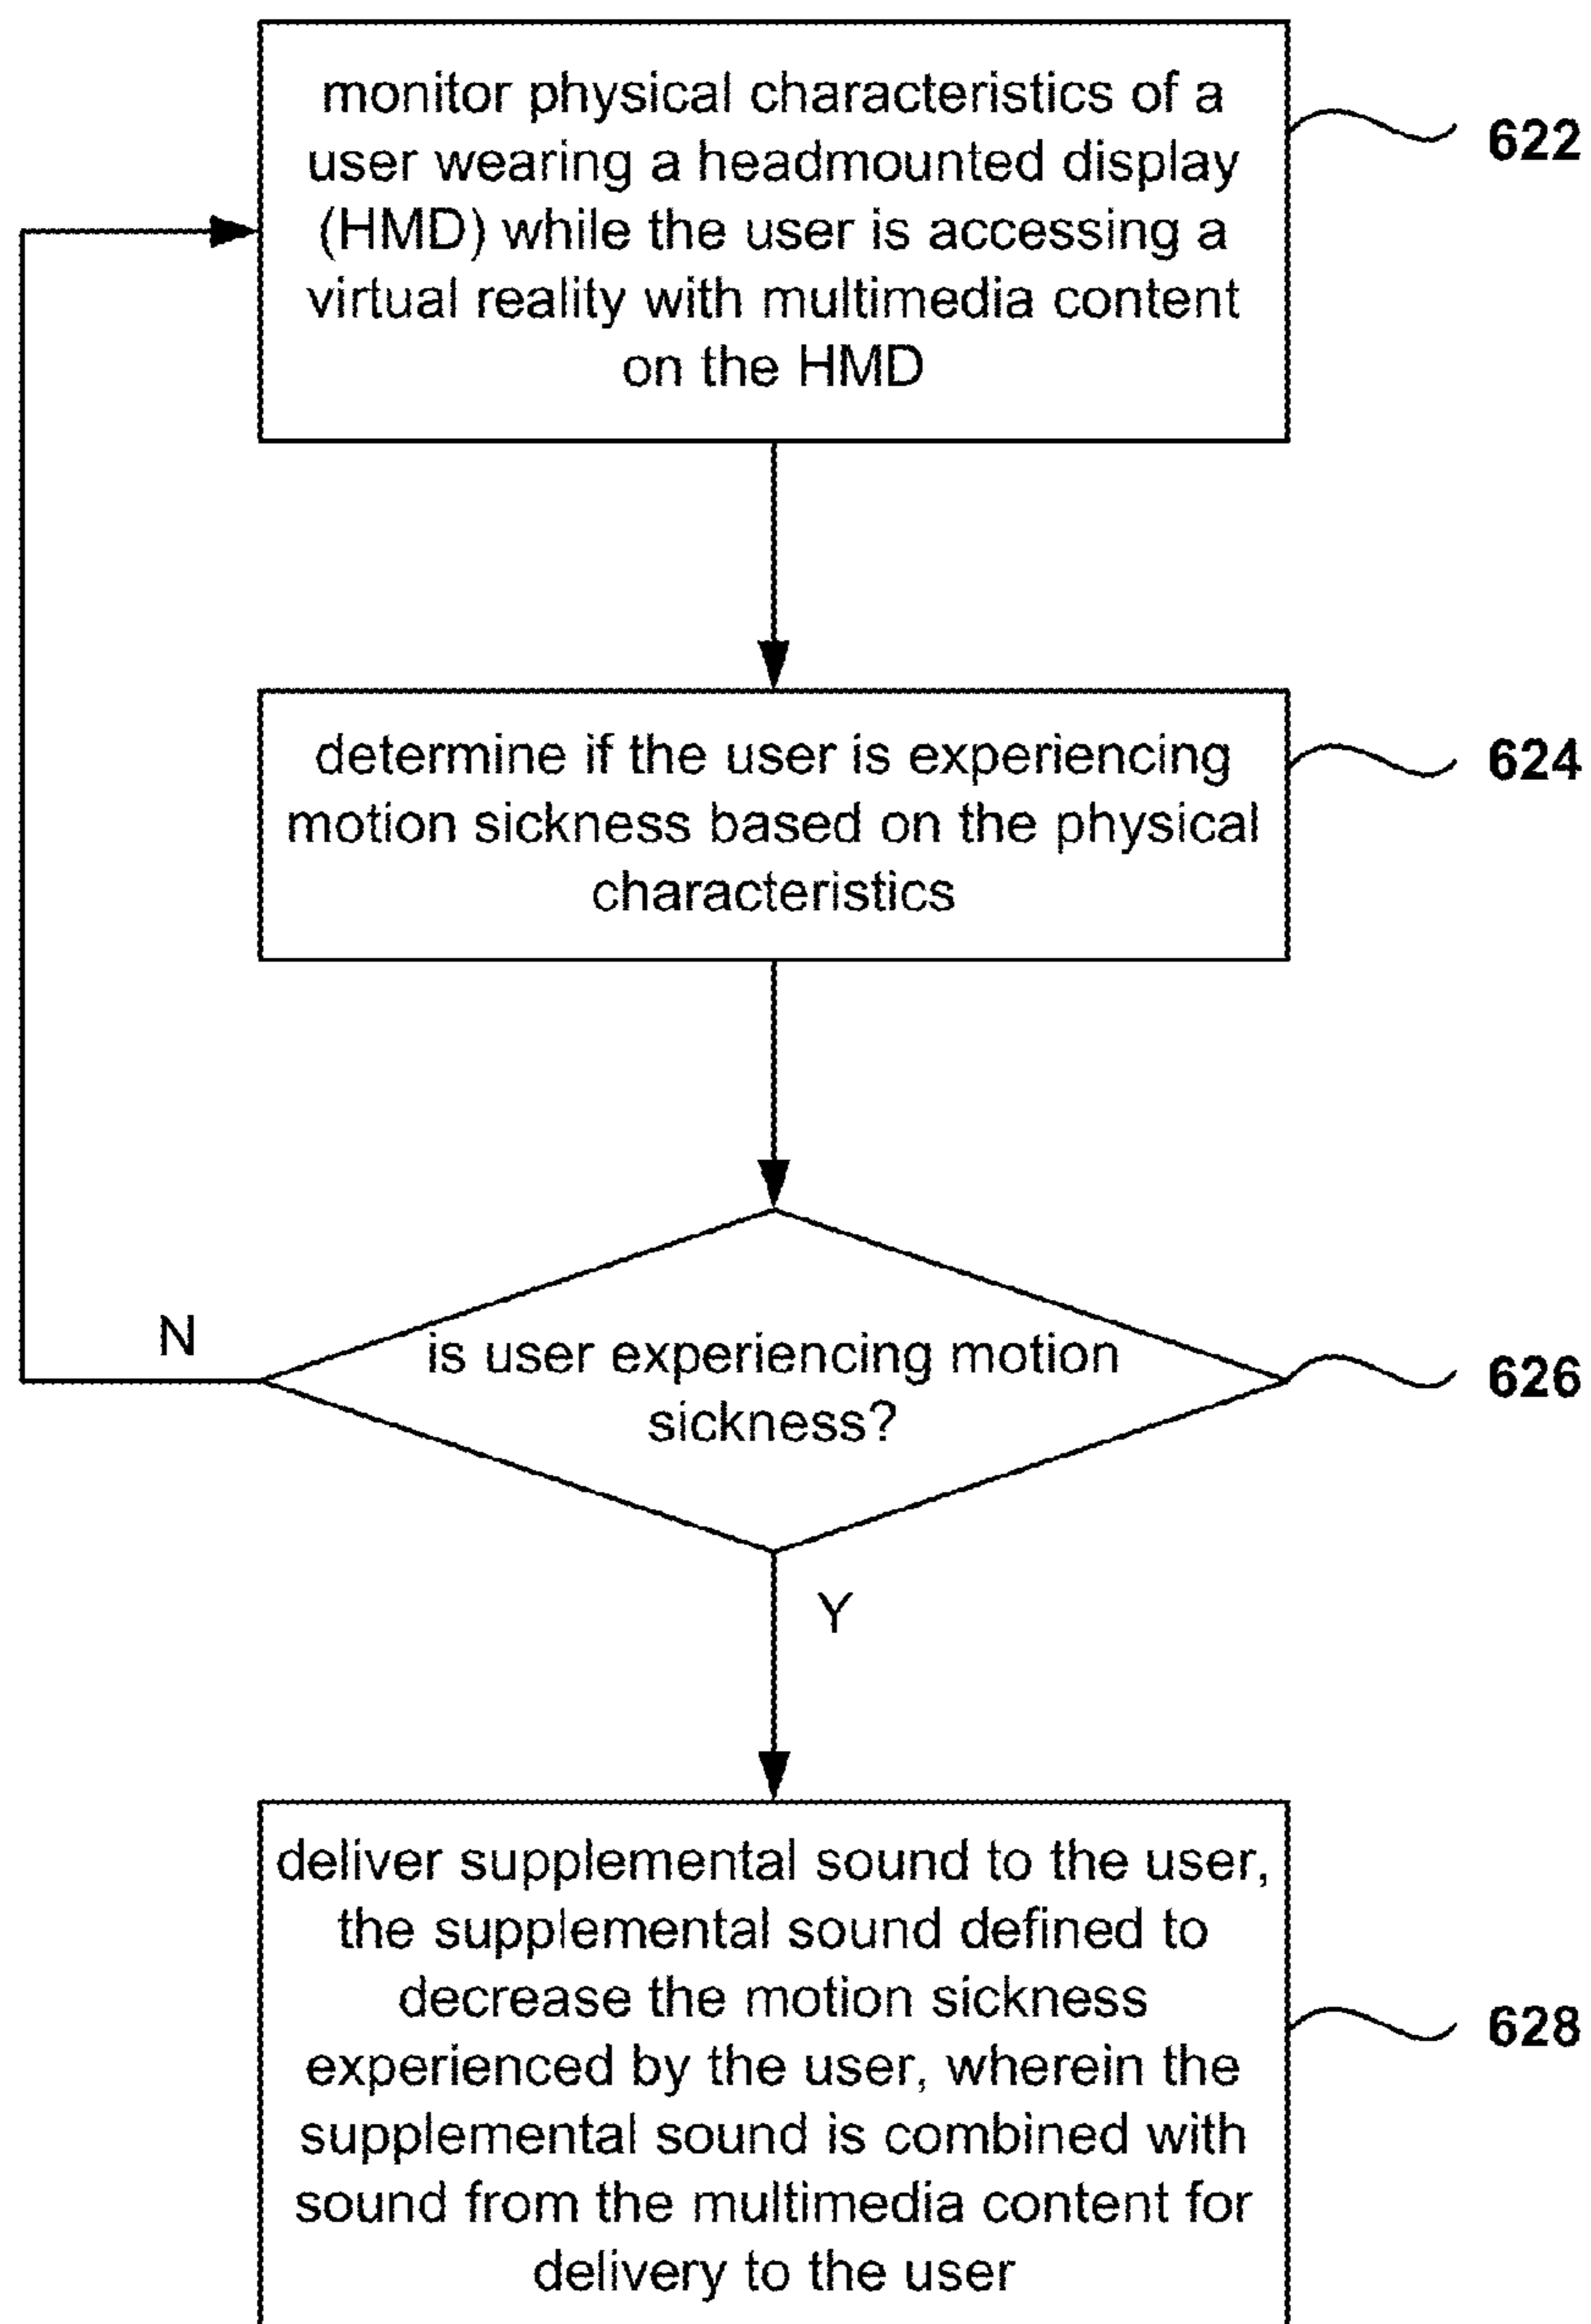 monitor physical characteristics of a
user wearing a headmounted display
(HMD) while the user is accessing a
virtual reality with multimedia content
on the HMD
622
determine if the user is experiencing
motion sickness based on the physical
characteristics
624
N
is user experiencing motion
sickness?
626
Y
deliver supplemental sound to the user,
the supplemental sound defined to
decrease the motion sickness
experienced by the user, wherein the
supplemental sound is combined with
sound from the multimedia content for
delivery to the user
628